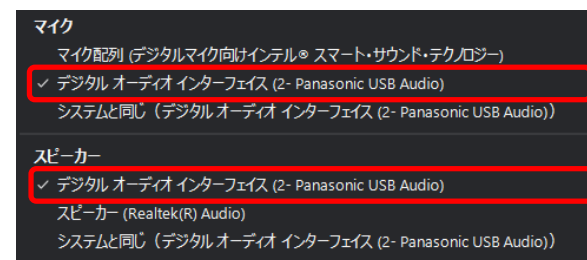 マイク
マイク配列 (デジタルマイク向けインテル® スマート・サウンド・テクノロジー)
✓ デジタル オーディオ インターフェイス (2- Panasonic USB Audio)
システムと同じ（デジタル オーディオ インターフェイス (2- Panasonic USB Audio)）
スピーカー
✓ デジタル オーディオ インターフェイス (2- Panasonic USB Audio)
スピーカー (Realtek(R) Audio)
システムと同じ（デジタル オーディオ インターフェイス (2- Panasonic USB Audio)）